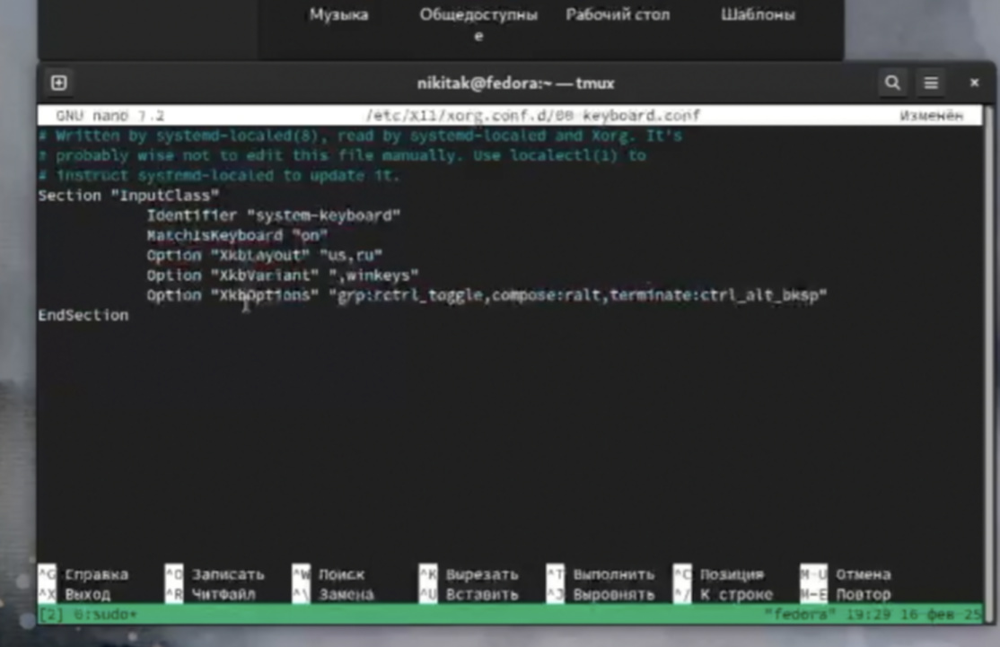 Музыка
Общедоступны
е
Рабочий стол
Шаблоны
nikitak@fedora:~ — tmux
GNU nano 7.2 /etc/X11/xorg.conf.d/00-keyboard.conf Изменён
# Written by systemd-localed(8), read by systemd-localed and Xorg. It's
# probably wise not to edit this file manually. Use localectl(1) to
# instruct systemd-localed to update it.
Section "InputClass"
Identifier "system-keyboard"
MatchIsKeyboard "on"
Option "XkbLayout" "us,ru"
Option "XkbVariant" ",winkeys"
Option "XkbOptions" "grp:rctrl_toggle,compose:ralt,terminate:ctrl_alt_bksp"
EndSection
^G Справка ^O Записать ^W Поиск ^K Вырезать ^T Выполнить ^C Позиция M-U Отмена
^X Выход ^R ЧитФайл ^\ Замена ^U Вставить ^J Выровнять ^/ К строке M-E Повтор
[2] 0:sudo* "fedora" 19:29 16 фев 25